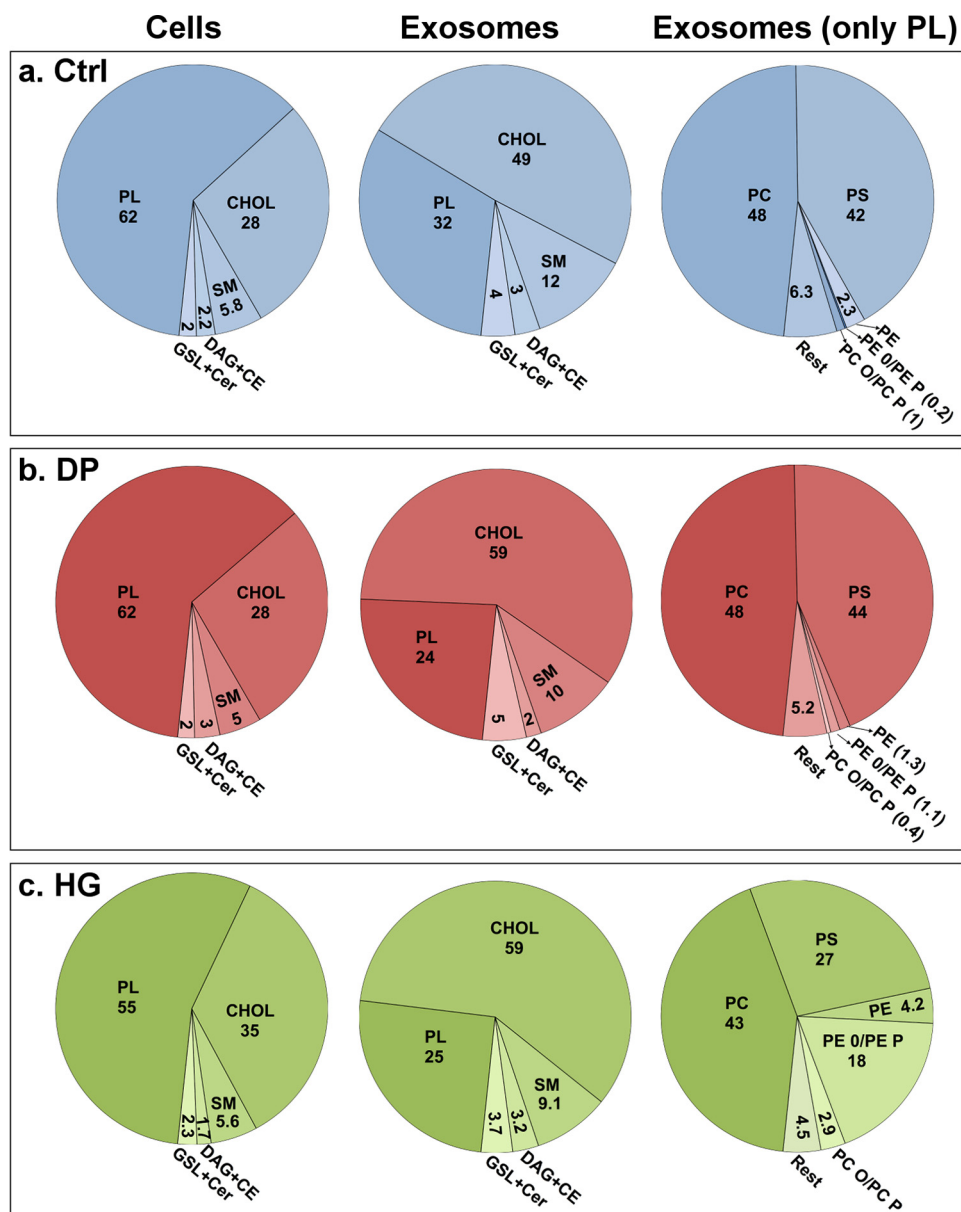 Cells
Exosomes
Exosomes (only PL)
a. Ctrl
PL
62
CHOL
28
SM
5.8
2.2
2
DAG+CE
GSL+Cer
CHOL
49
PL
32
SM
12
3
4
DAG+CE
GSL+Cer
PC
48
PS
42
2.3
6.3
PE
PE 0/PE P (0.2)
PC O/PC P (1)
Rest
b. DP
PL
62
CHOL
28
SM
5
3
2
DAG+CE
GSL+Cer
CHOL
59
PL
24
SM
10
2
5
DAG+CE
GSL+Cer
PC
48
PS
44
5.2
PE (1.3)
PE 0/PE P (1.1)
PC O/PC P (0.4)
Rest
c. HG
PL
55
CHOL
35
SM
5.6
1.7
2.3
DAG+CE
GSL+Cer
CHOL
59
PL
25
SM
9.1
3.2
3.7
DAG+CE
GSL+Cer
PS
27
PC
43
PE 4.2
PE 0/PE P
18
2.9
4.5
PC O/PC P
Rest